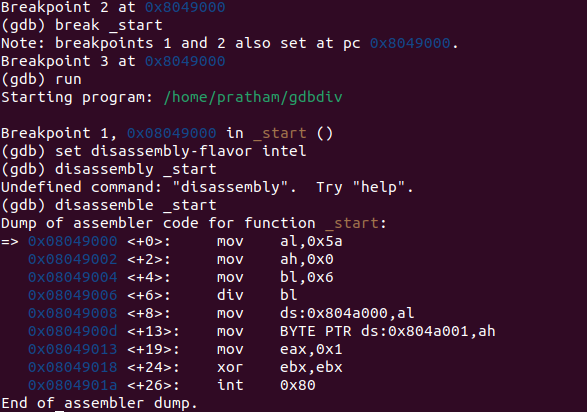 Breakpoint 2 at 0x8049000
(gdb) break _start
Note: breakpoints 1 and 2 also set at pc 0x8049000.
Breakpoint 3 at 0x8049000
(gdb) run
Starting program: /home/pratham/gdbdiv
Breakpoint 1, 0x08049000 in _start ()
(gdb) set disassembly-flavor intel
(gdb) disassembly _start
Undefined command: "disassembly".  Try "help".
(gdb) disassemble _start
Dump of assembler code for function _start:
=> 0x08049000 <+0>:     mov    al,0x5a
   0x08049002 <+2>:     mov    ah,0x0
   0x08049004 <+4>:     mov    bl,0x6
   0x08049006 <+6>:     div    bl
   0x08049008 <+8>:     mov    ds:0x804a000,al
   0x0804900d <+13>:    mov    BYTE PTR ds:0x804a001,ah
   0x08049013 <+19>:    mov    eax,0x1
   0x08049018 <+24>:    xor    ebx,ebx
   0x0804901a <+26>:    int    0x80
End of assembler dump.